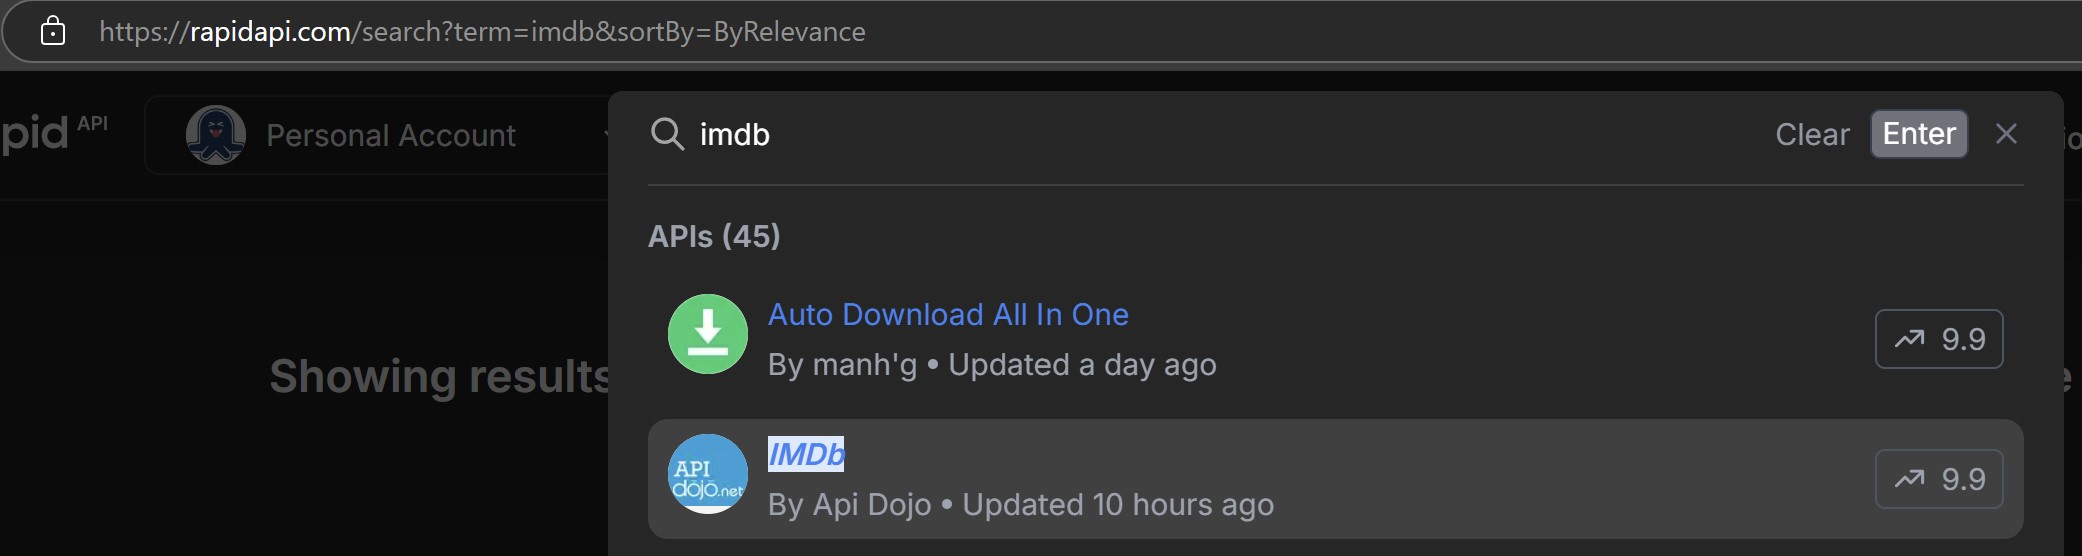 https://rapidapi.com/search?term=imdb&sortBy=ByRelevance
pid API
Personal Account
imdb
Clear
Enter
APIs (45)
Auto Download All In One
By manh'g • Updated a day ago
9.9
Showing results
API
dōjō.net
IMDb
By Api Dojo • Updated 10 hours ago
9.9